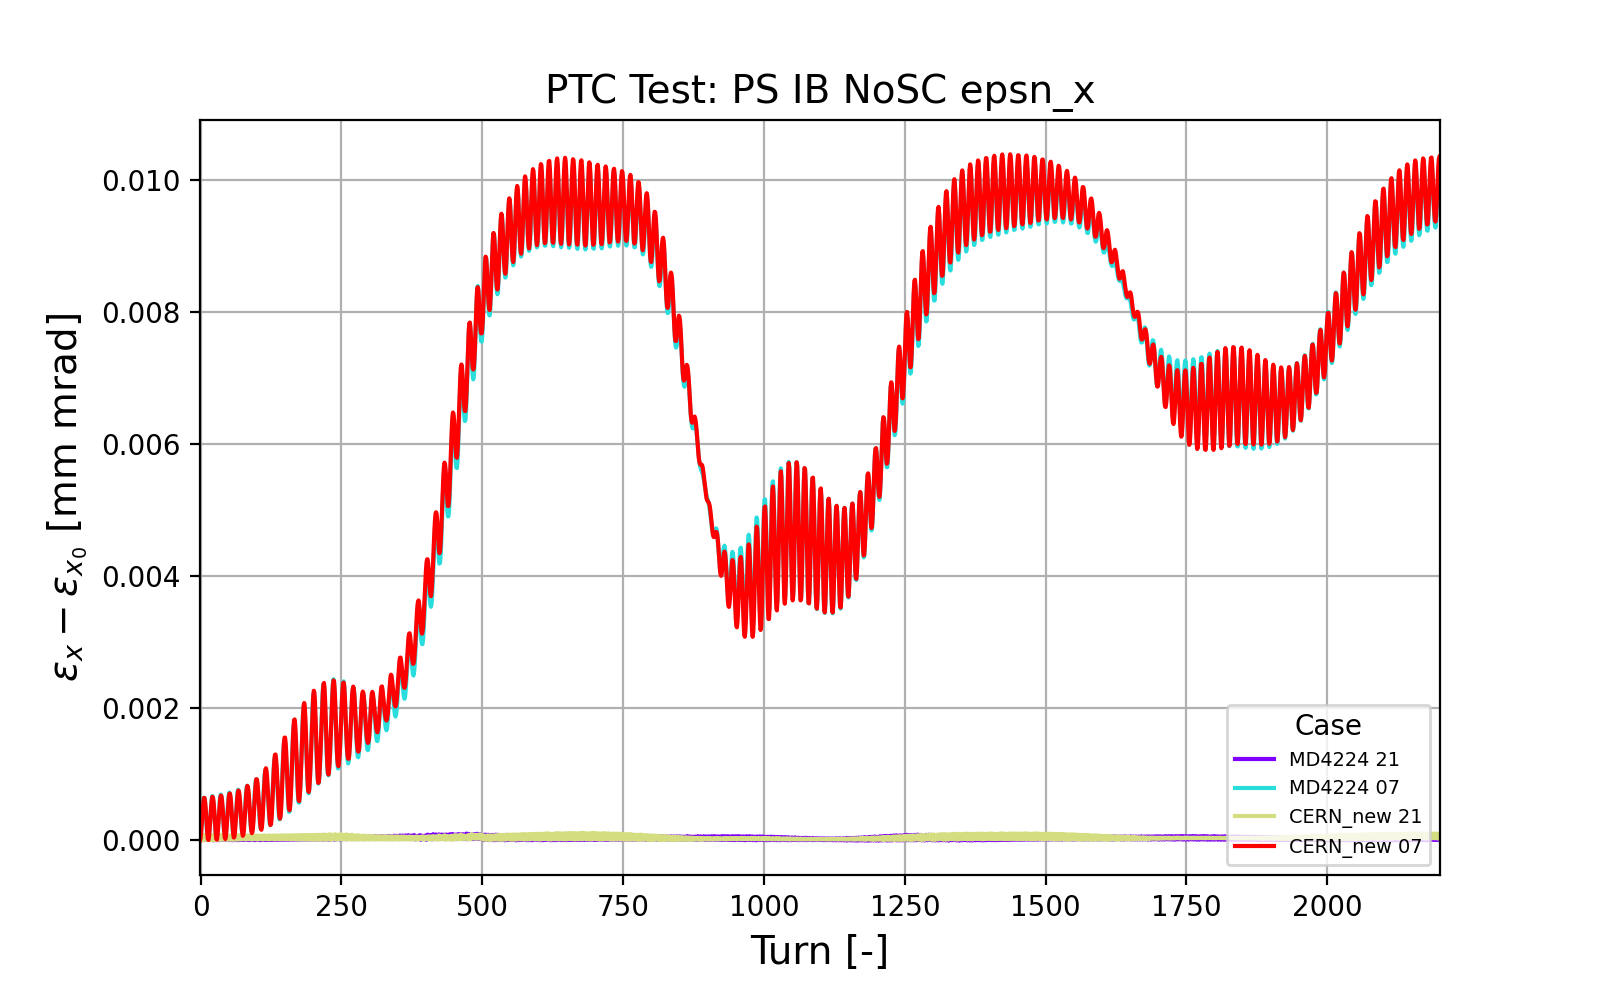 PTC Test: PS IB NoSC epsn_x
0.010
0.008
0.006
0.004
0.002
0.000
εx − εx0 [mm mrad]
Case
MD4224 21
MD4224 07
CERN_new 21
CERN_new 07
0 250 500 750 1000 1250 1500 1750 2000
Turn [-]